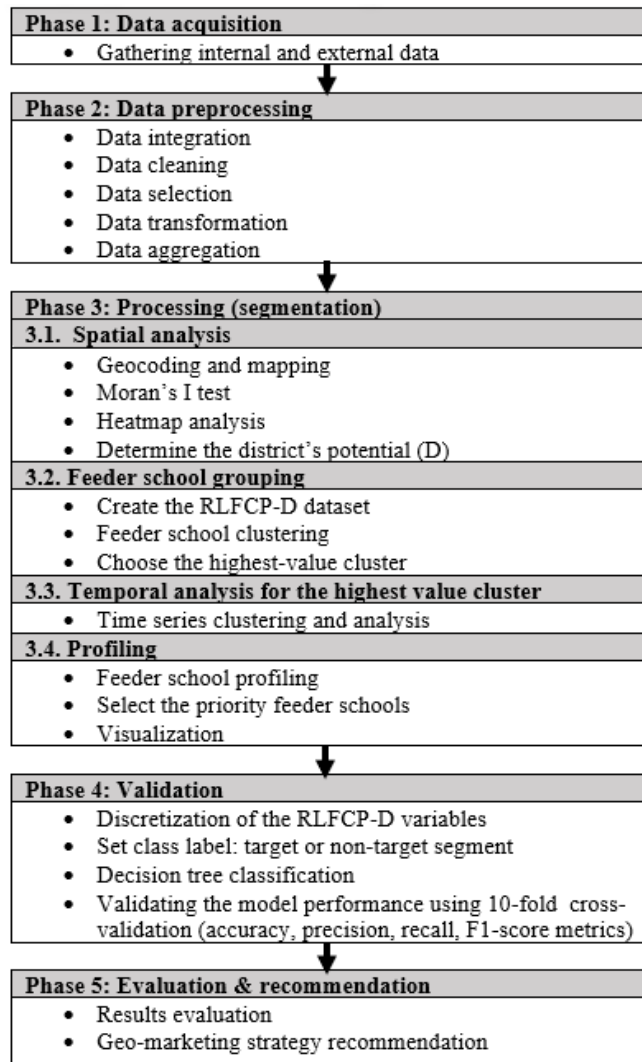 Phase 1: Data acquisition
• Gathering internal and external data
Phase 2: Data preprocessing
• Data integration
• Data cleaning
• Data selection
• Data transformation
• Data aggregation
Phase 3: Processing (segmentation)
3.1. Spatial analysis
• Geocoding and mapping
• Moran’s I test
• Heatmap analysis
• Determine the district’s potential (D)
3.2. Feeder school grouping
• Create the RLFCP-D dataset
• Feeder school clustering
• Choose the highest-value cluster
3.3. Temporal analysis for the highest value cluster
• Time series clustering and analysis
3.4. Profiling
• Feeder school profiling
• Select the priority feeder schools
• Visualization
Phase 4: Validation
• Discretization of the RLFCP-D variables
• Set class label: target or non-target segment
• Decision tree classification
• Validating the model performance using 10-fold cross-
validation (accuracy, precision, recall, F1-score metrics)
Phase 5: Evaluation & recommendation
• Results evaluation
• Geo-marketing strategy recommendation